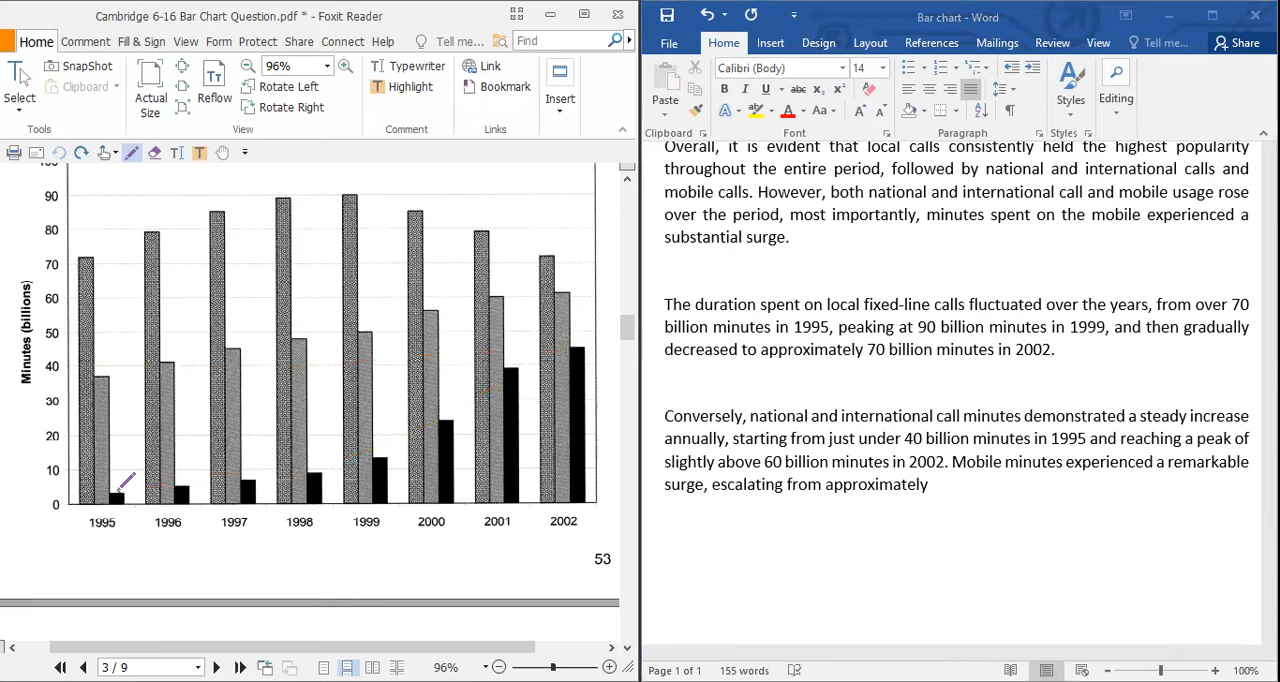 Cambridge 6-16 Bar Chart Question.pdf * - Foxit Reader
Home Comment Fill & Sign View Form Protect Share Connect Help Tell me... Find
Select
SnapShot
Clipboard
Actual Size
Reflow
96%
Rotate Left
Rotate Right
Typewriter
Highlight
Link
Bookmark
Insert
Tools View Comment Links
90
80
70
60
50
40
30
20
10
0
Minutes (billions)
1995 1996 1997 1998 1999 2000 2001 2002
53
3 / 9
96%
Bar chart - Word
File Home Insert Design Layout References Mailings Review View Tell me... Share
Paste
Calibri (Body) 14
B I U abc x₂ x²
A A Aa A A
Styles
Editing
Clipboard Font Paragraph Styles
Overall, it is evident that local calls consistently held the highest popularity
throughout the entire period, followed by national and international calls and
mobile calls. However, both national and international call and mobile usage rose
over the period, most importantly, minutes spent on the mobile experienced a
substantial surge.
The duration spent on local fixed-line calls fluctuated over the years, from over 70
billion minutes in 1995, peaking at 90 billion minutes in 1999, and then gradually
decreased to approximately 70 billion minutes in 2002.
Conversely, national and international call minutes demonstrated a steady increase
annually, starting from just under 40 billion minutes in 1995 and reaching a peak of
slightly above 60 billion minutes in 2002. Mobile minutes experienced a remarkable
surge, escalating from approximately
Page 1 of 1 155 words
100%